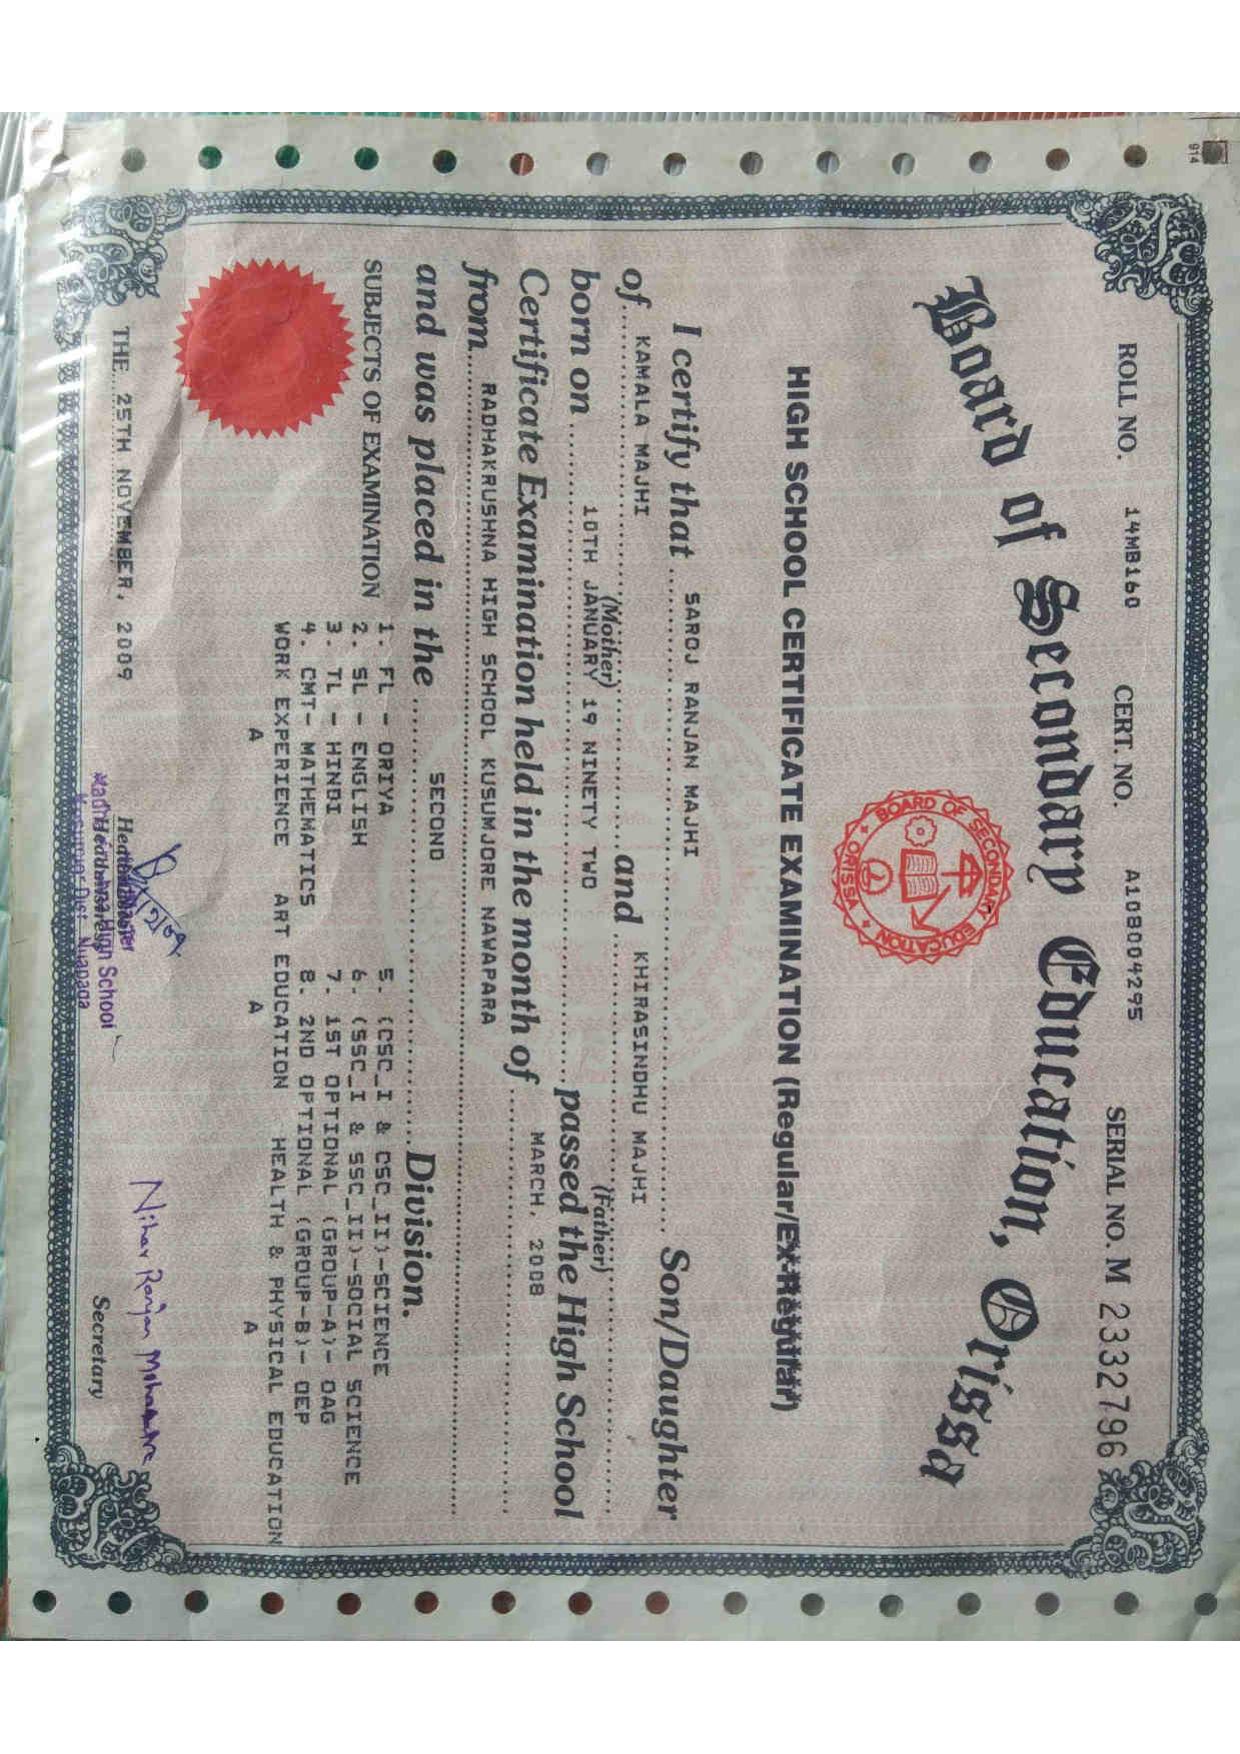 914
ROLL NO. 14MB160 CERT. NO. A108004295 SERIAL NO. M 2332796
Board of Secondary Education, Orissa
BOARD OF SECONDARY EDUCATION
ORISSA
HIGH SCHOOL CERTIFICATE EXAMINATION (Regular/Ex-Regular)
I certify that SAROJ RANJAN MAJHI Son/Daughter
of KAMALA MAJHI (Mother) and KHIRASINDHU MAJHI (Father)
born on 10TH JANUARY 19 NINETY TWO passed the High School
Certificate Examination held in the month of MARCH, 2008
from RADHAKRUSHNA HIGH SCHOOL KUSUMJORE NAWAPARA
and was placed in the SECOND Division.
SUBJECTS OF EXAMINATION
1. FL - ORIYA 5. (CSC_I & CSC_II)-SCIENCE
2. SL - ENGLISH 6. (SSC_I & SSC_II)-SOCIAL SCIENCE
3. TL - HINDI 7. 1ST OPTIONAL (GROUP-A)- OAG
4. CMT- MATHEMATICS 8. 2ND OPTIONAL (GROUP-B)- OEP
WORK EXPERIENCE ART EDUCATION HEALTH & PHYSICAL EDUCATION
A A A
THE 25TH NOVEMBER, 2009
Nihar Ranjan Mohapatra
Secretary
High School